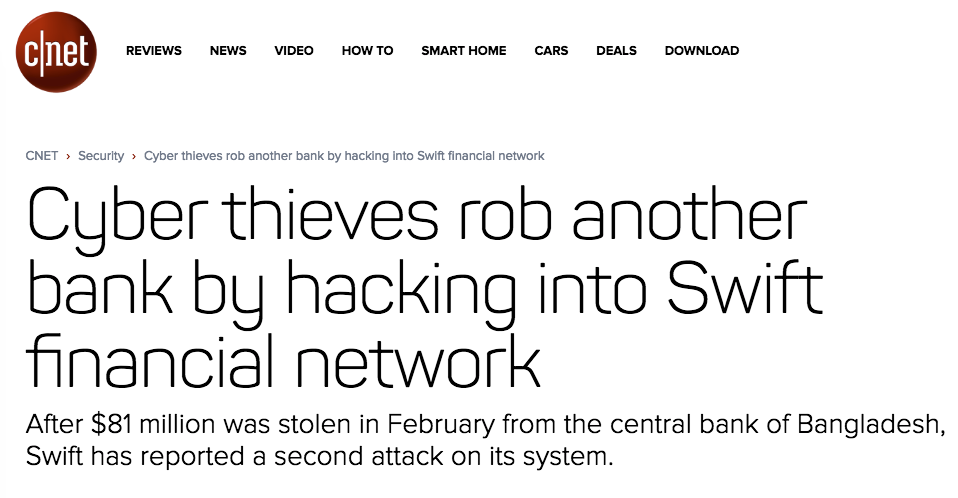 c|net
REVIEWS NEWS VIDEO HOW TO SMART HOME CARS DEALS DOWNLOAD
CNET › Security › Cyber thieves rob another bank by hacking into Swift financial network
Cyber thieves rob another
bank by hacking into Swift
financial network
After $81 million was stolen in February from the central bank of Bangladesh,
Swift has reported a second attack on its system.